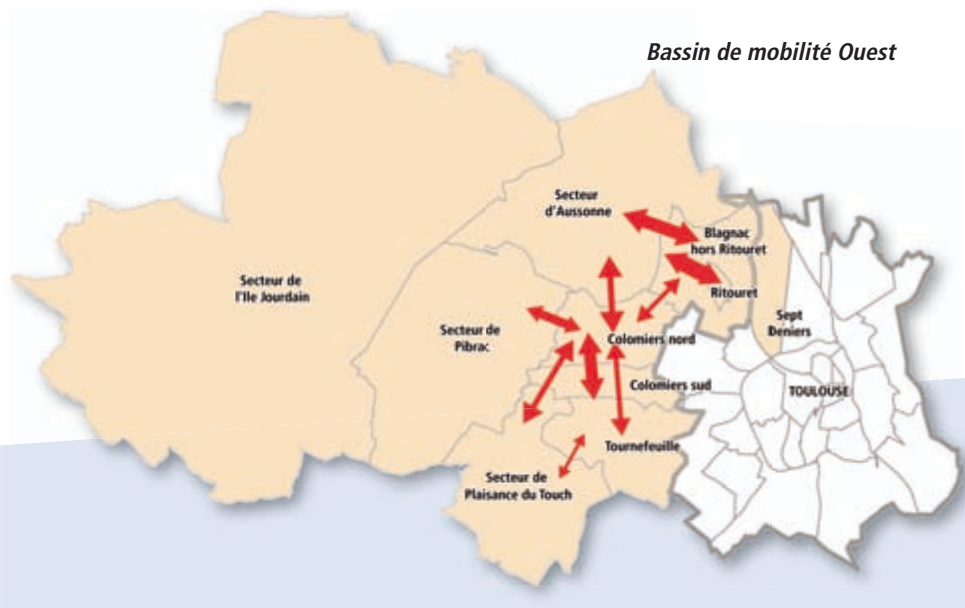 Bassin de mobilité Ouest
Secteur
d'Aussonne
Blagnac
hors Ritouret
Secteur de
l'Ile Jourdain
Ritouret
Sept
Deniers
Secteur de
Pibrac
Colomiers nord
Colomiers sud
TOULOUSE
Tournefeuille
Secteur de
Plaisance du Touch